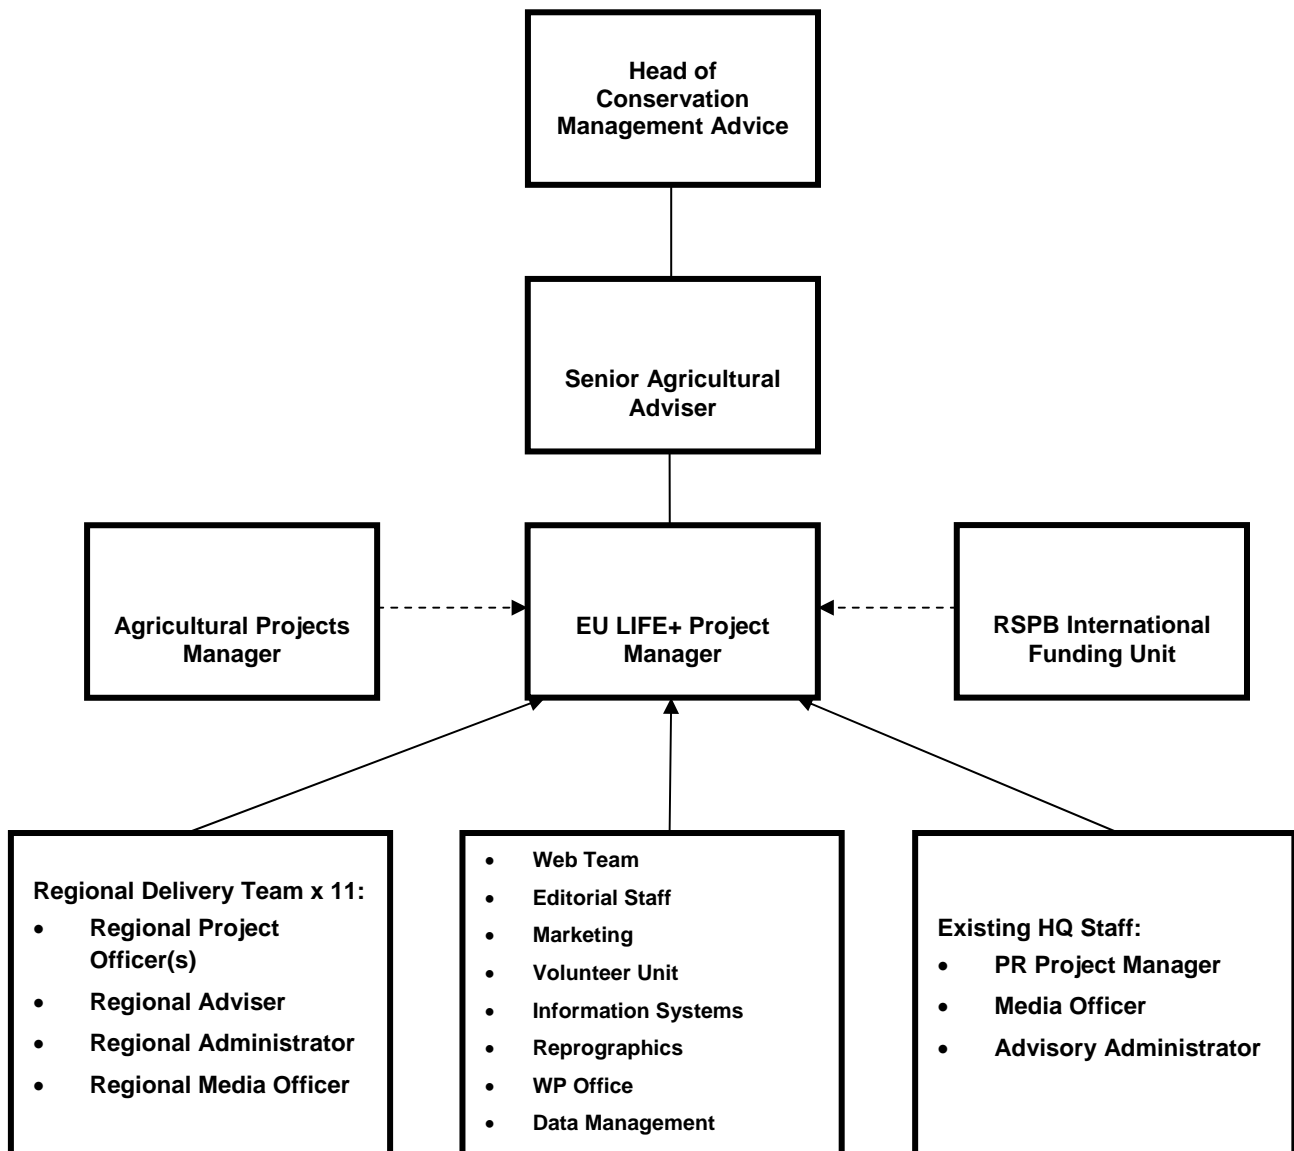 Head of
Conservation
Management Advice
Senior Agricultural
Adviser
Agricultural Projects
Manager
EU LIFE+ Project
Manager
RSPB International
Funding Unit
Regional Delivery Team x 11:
• Regional Project
Officer(s)
• Regional Adviser
• Regional Administrator
• Regional Media Officer
• Web Team
• Editorial Staff
• Marketing
• Volunteer Unit
• Information Systems
• Reprographics
• WP Office
• Data Management
Existing HQ Staff:
• PR Project Manager
• Media Officer
• Advisory Administrator